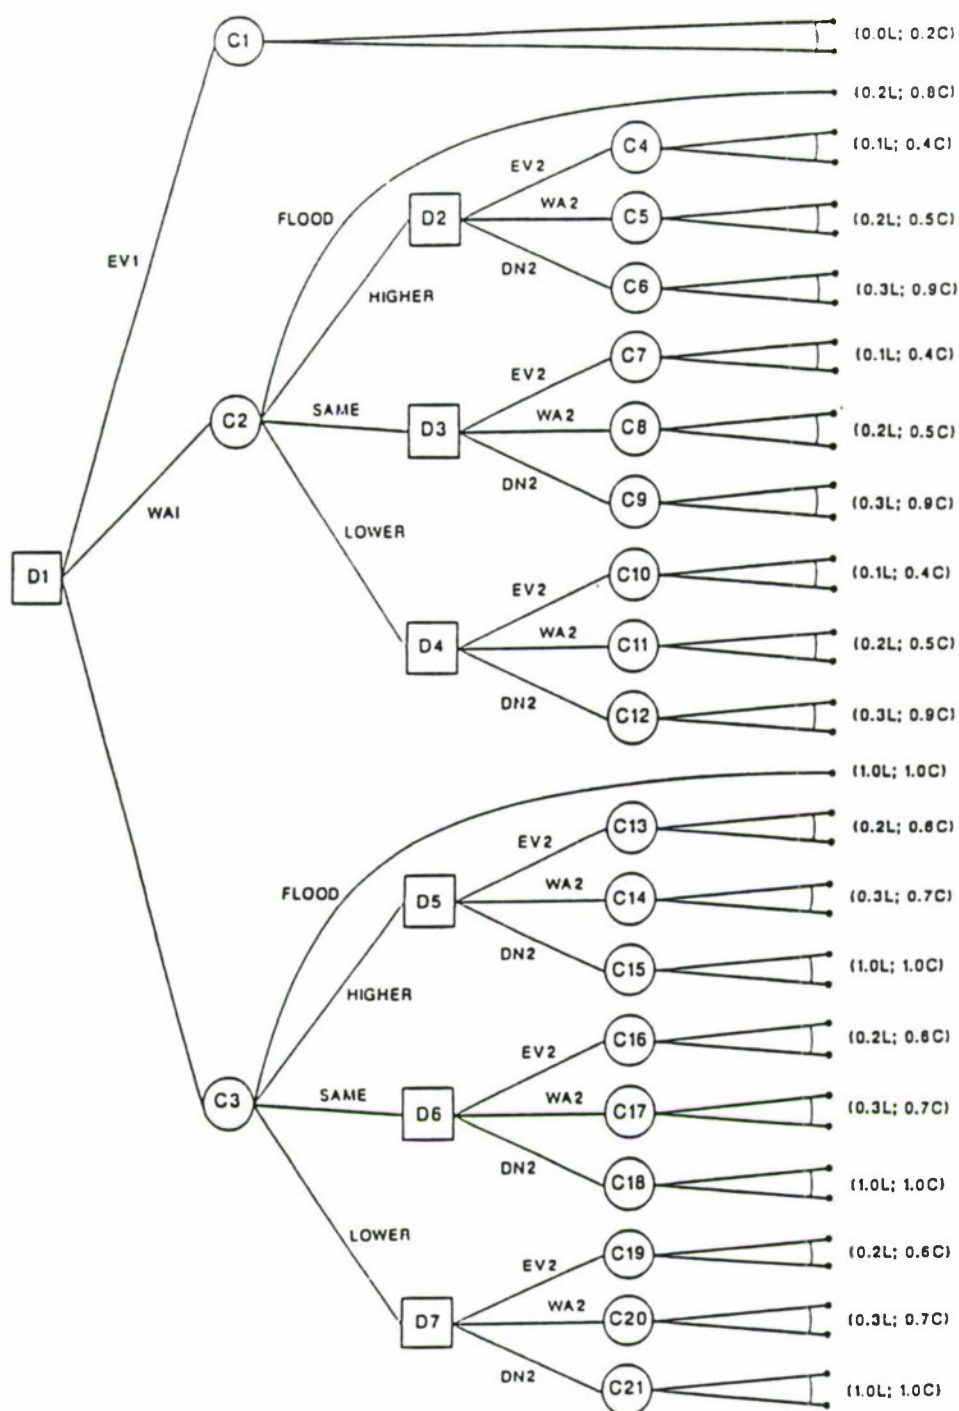 C1
(0.0L; 0.2C)
(0.2L; 0.8C)
C4
(0.1L; 0.4C)
EV2
FLOOD
D2
WA2
C5
(0.2L; 0.5C)
EV1
DN2
C6
(0.3L; 0.9C)
HIGHER
C7
(0.1L; 0.4C)
EV2
C2
SAME
D3
WA2
C8
(0.2L; 0.5C)
DN2
C9
(0.3L; 0.9C)
WA1
LOWER
D1
C10
(0.1L; 0.4C)
EV2
D4
WA2
C11
(0.2L; 0.5C)
DN2
C12
(0.3L; 0.9C)
(1.0L; 1.0C)
C13
(0.2L; 0.6C)
EV2
FLOOD
D5
WA2
C14
(0.3L; 0.7C)
DN2
C15
(1.0L; 1.0C)
HIGHER
C16
(0.2L; 0.6C)
EV2
C3
SAME
D6
WA2
C17
(0.3L; 0.7C)
DN2
C18
(1.0L; 1.0C)
LOWER
C19
(0.2L; 0.6C)
EV2
D7
WA2
C20
(0.3L; 0.7C)
DN2
C21
(1.0L; 1.0C)